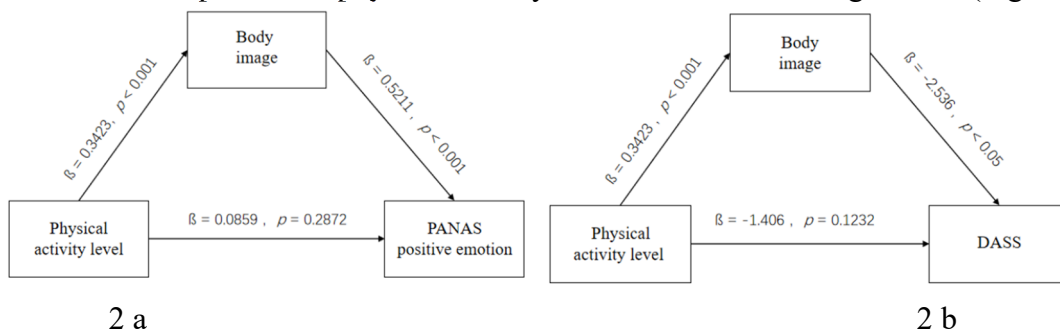 Body
image
ß = 0.3423, p < 0.001
ß = 0.5211, p < 0.001
Physical
activity level
ß = 0.0859 , p = 0.2872
PANAS
positive emotion
2 a
Body
image
ß = 0.3423, p < 0.001
ß = -2.536, p < 0.05
Physical
activity level
ß = -1.406, p = 0.1232
DASS
2 b